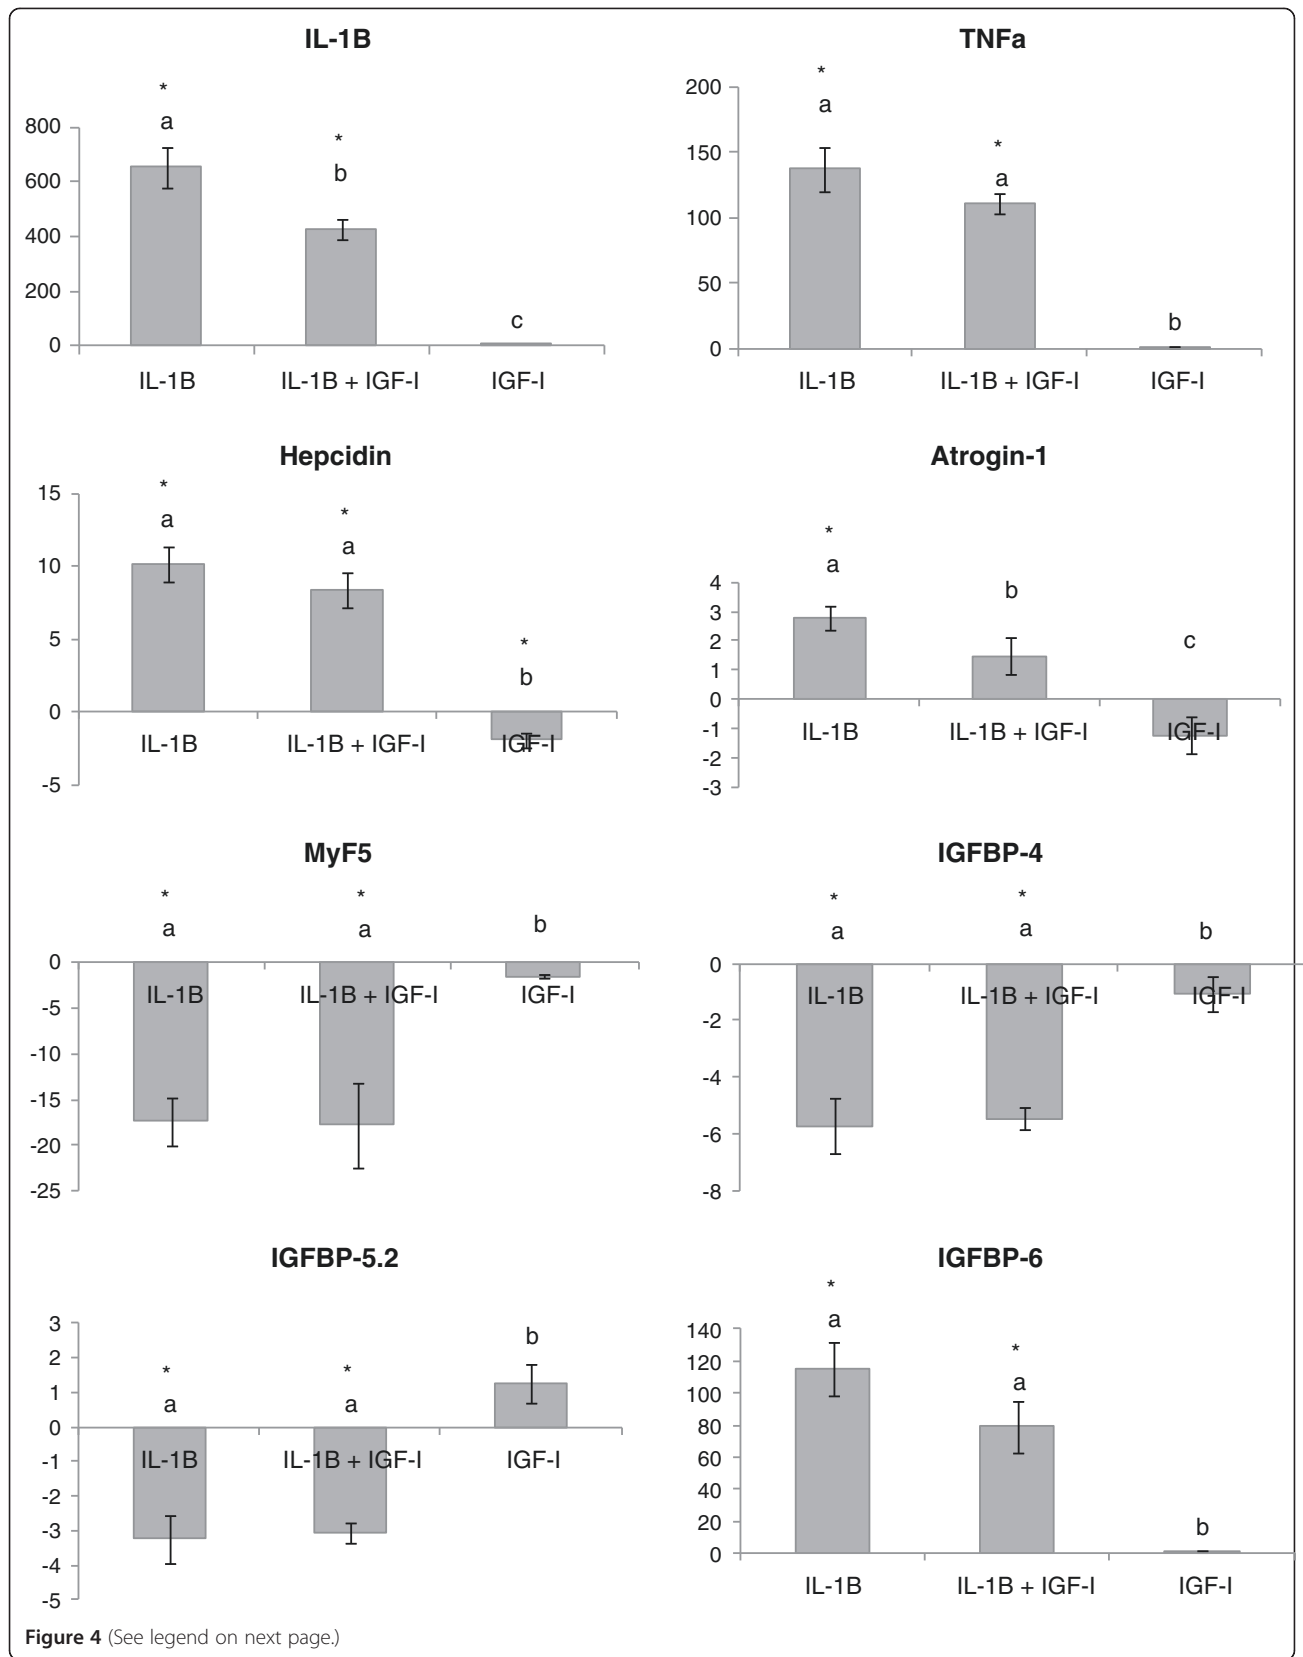 IL-1B
*
a
*
b
c
800
600
400
200
0
IL-1B IL-1B + IGF-I IGF-I
TNFa
*
a
*
a
b
200
150
100
50
0
IL-1B IL-1B + IGF-I IGF-I
Hepcidin
*
a
*
a
*
b
15
10
5
0
-5
IL-1B IL-1B + IGF-I IGF-I
Atrogin-1
*
a
b
c
4
3
2
1
0
-1
-2
-3
IL-1B IL-1B + IGF-I IGF-I
MyF5
*
a
*
a
b
0
-5
-10
-15
-20
-25
IL-1B IL-1B + IGF-I IGF-I
IGFBP-4
*
a
*
a
b
0
-2
-4
-6
-8
IL-1B IL-1B + IGF-I IGF-I
IGFBP-5.2
*
a
*
a
b
3
2
1
0
-1
-2
-3
-4
-5
IL-1B IL-1B + IGF-I IGF-I
IGFBP-6
*
a
*
a
b
140
120
100
80
60
40
20
0
IL-1B IL-1B + IGF-I IGF-I
Figure 4 (See legend on next page.)